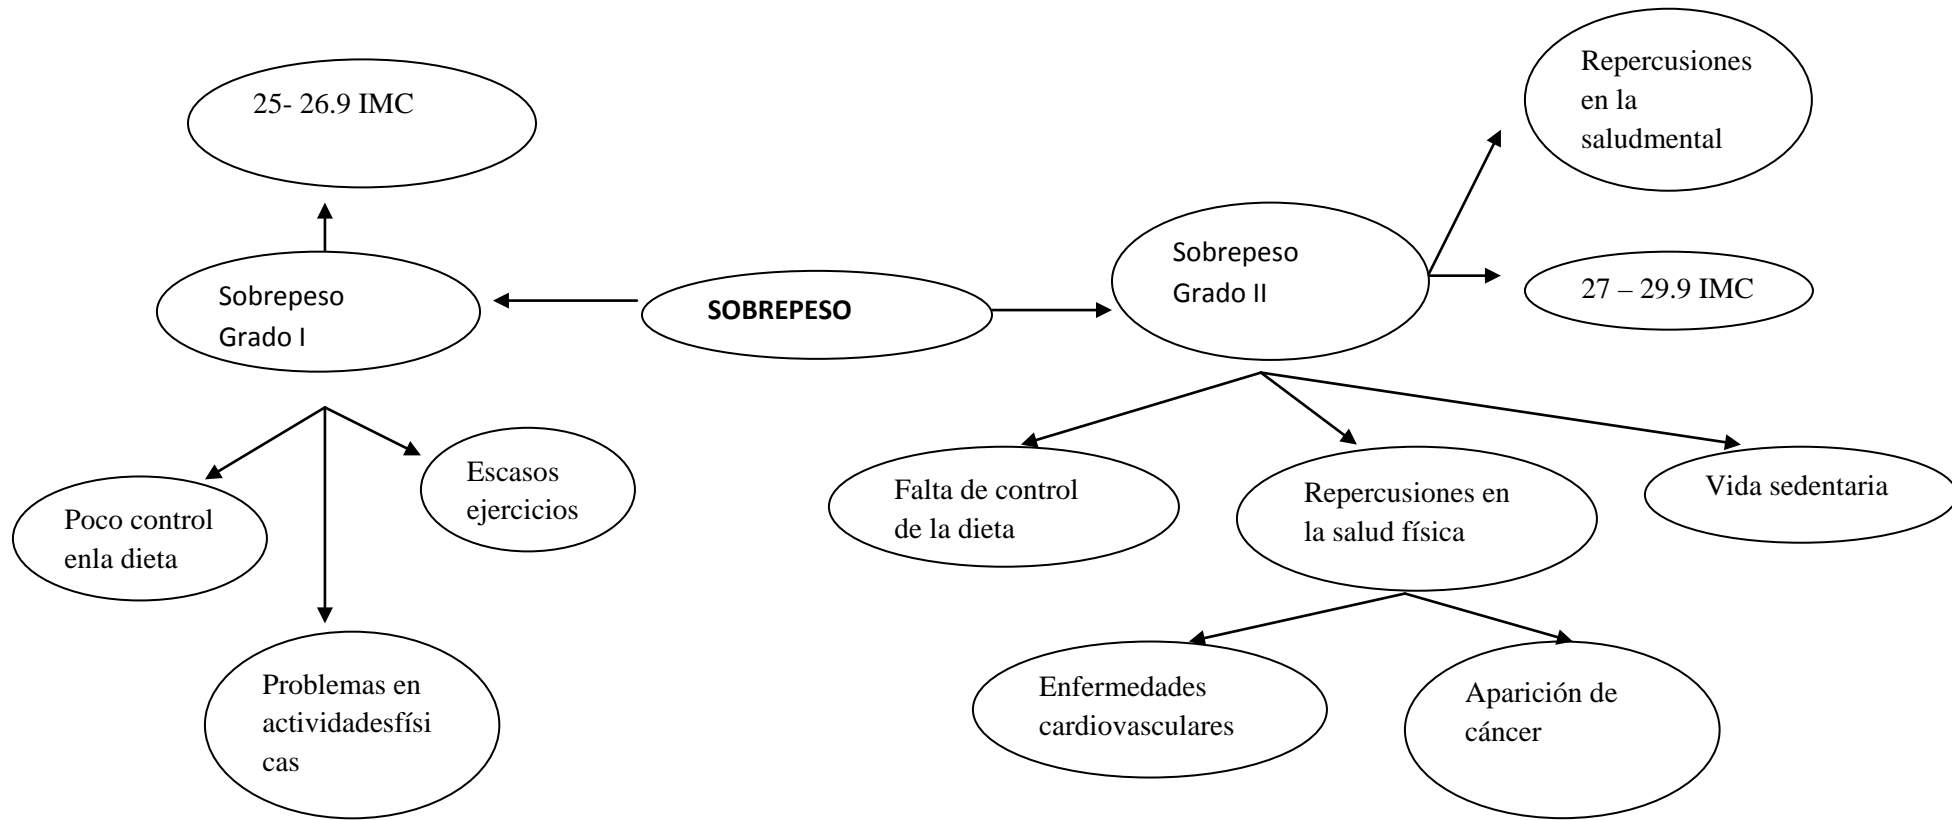 25- 26.9 IMC
Repercusiones
en la
saludmental
Sobrepeso
Grado I
SOBREPESO
Sobrepeso
Grado II
27 – 29.9 IMC
Poco control
enla dieta
Escasos
ejercicios
Problemas en
actividadesfísi
cas
Falta de control
de la dieta
Repercusiones en
la salud física
Vida sedentaria
Enfermedades
cardiovasculares
Aparición de
cáncer